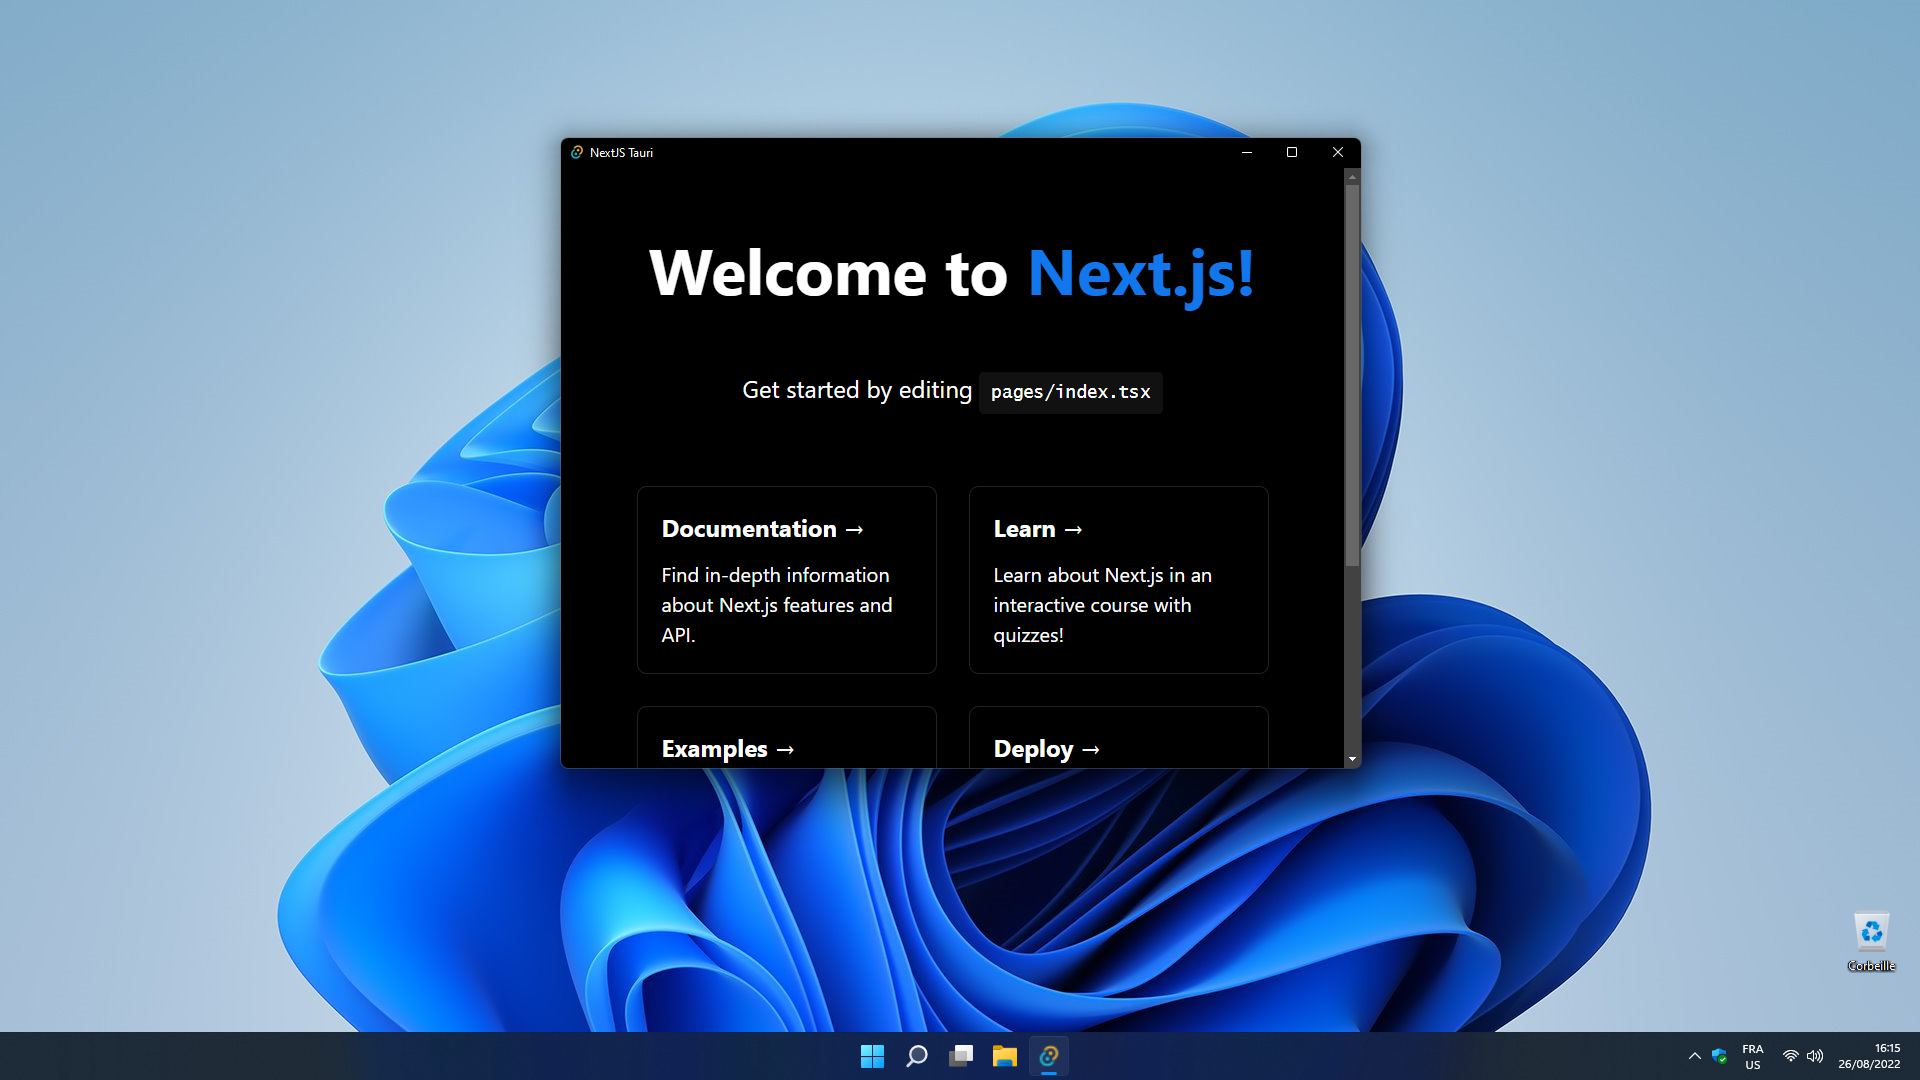 NextJS Tauri
Welcome to Next.js!
Get started by editing pages/index.tsx
Documentation →
Find in-depth information
about Next.js features and
API.
Learn →
Learn about Next.js in an
interactive course with
quizzes!
Examples →
Deploy →
Corbeille
FRA
US
16:15
26/08/2022